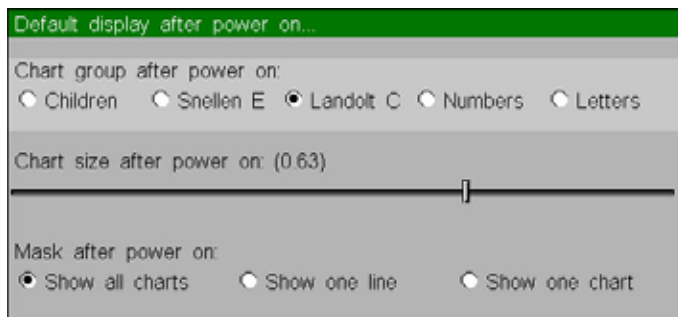 Default display after power on...
Chart group after power on:
Children Snellen E Landolt C Numbers Letters
Chart size after power on: (0.63)
Mask after power on:
Show all charts Show one line Show one chart